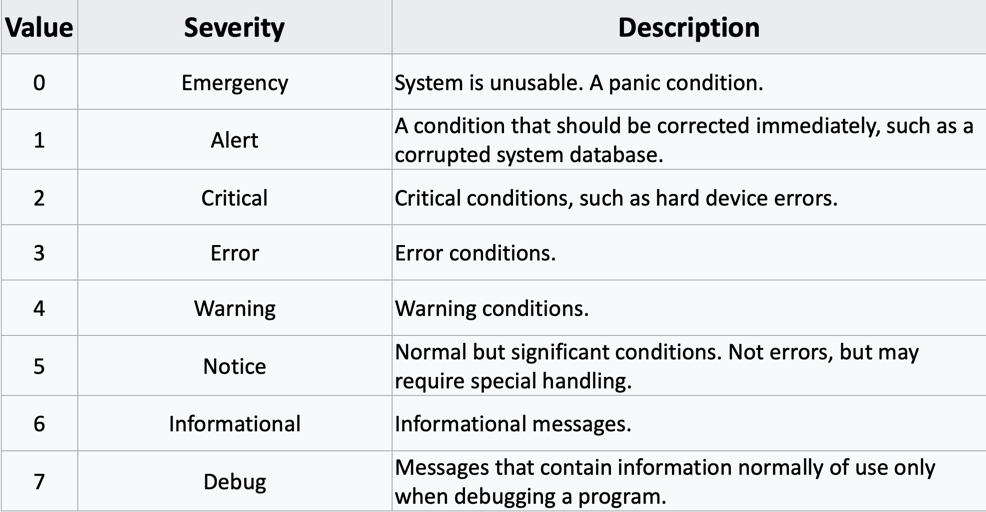 Value Severity Description
0 Emergency System is unusable. A panic condition.
1 Alert A condition that should be corrected immediately, such as a
corrupted system database.
2 Critical Critical conditions, such as hard device errors.
3 Error Error conditions.
4 Warning Warning conditions.
5 Notice Normal but significant conditions. Not errors, but may
require special handling.
6 Informational Informational messages.
7 Debug Messages that contain information normally of use only
when debugging a program.